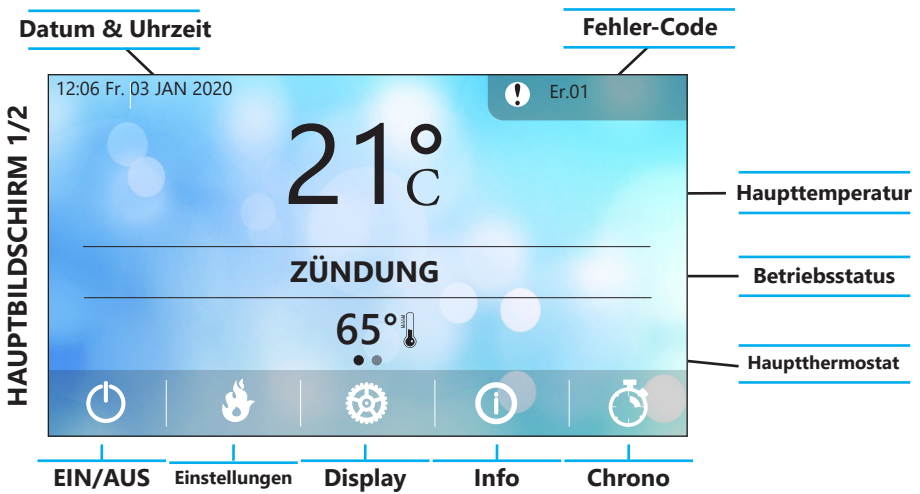 Datum & Uhrzeit
Fehler-Code
HAUPTBILDSCHIRM 1/2
12:06 Fr. 03 JAN 2020
Er.01
21°C
Haupttemperatur
ZÜNDUNG
Betriebsstatus
65°
Hauptthermostat
EIN/AUS
Einstellungen
Display
Info
Chrono